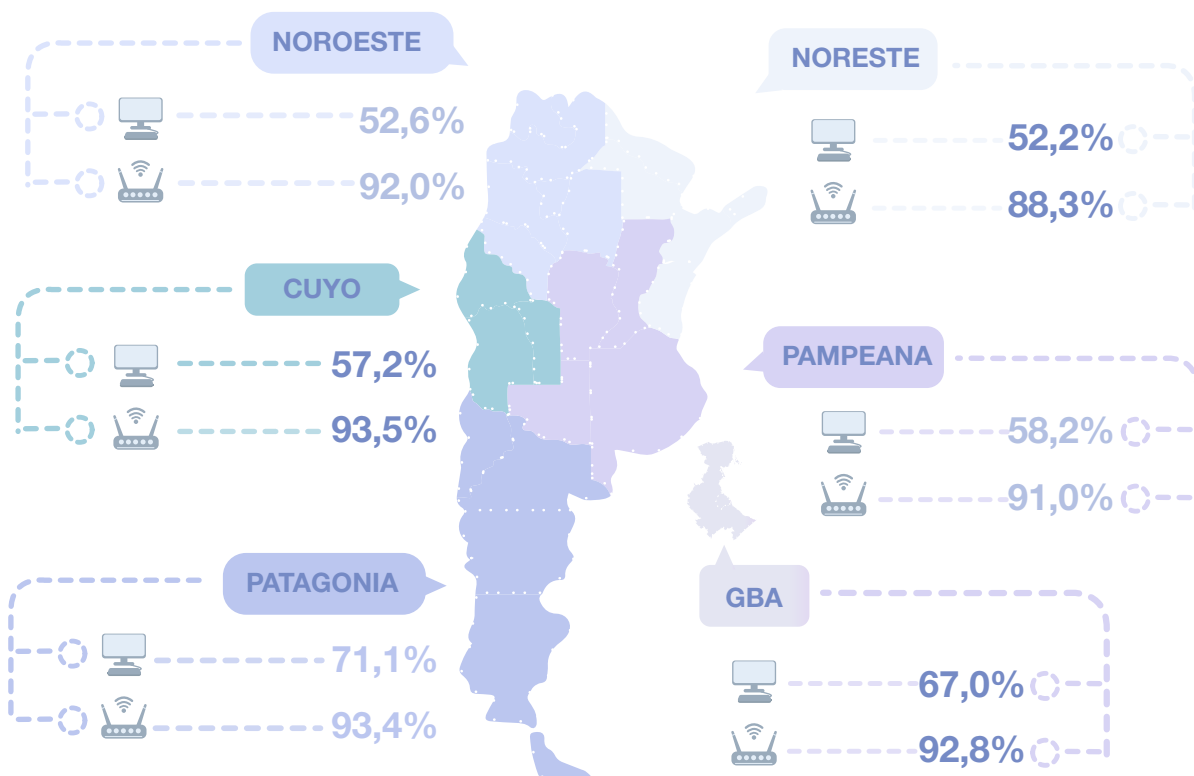 NOROESTE
52,6%
92,0%
NORESTE
52,2%
88,3%
CUYO
57,2%
93,5%
PAMPEANA
58,2%
91,0%
PATAGONIA
71,1%
93,4%
GBA
67,0%
92,8%